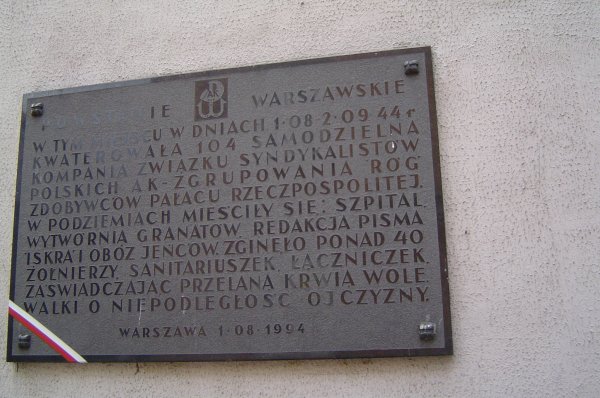 POWSTANIE AK WARSZAWSKIE
W TYM MIEJSCU W DNIACH 1·08 2·09 44 r
KWATEROWAŁA 104 SAMODZIELNA
KOMPANIA ZWIĄZKU SYNDYKALISTÓW
POLSKICH AK-ZGRUPOWANIA "RÓG"
ZDOBYWCÓW PAŁACU RZECZPOSPOLITEJ.
W PODZIEMIACH MIEŚCIŁY SIĘ: SZPITAL,
WYTWÓRNIA GRANATÓW, REDAKCJA PISMA
"ISKRA" I OBÓZ JEŃCÓW. ZGINĘŁO PONAD 40
ŻOŁNIERZY, SANITARIUSZEK, ŁĄCZNICZEK,
ZAŚWIADCZAJĄC PRZELANĄ KRWIĄ WOLĘ
WALKI O NIEPODLEGŁOŚĆ OJCZYZNY.
WARSZAWA 1·08·1994